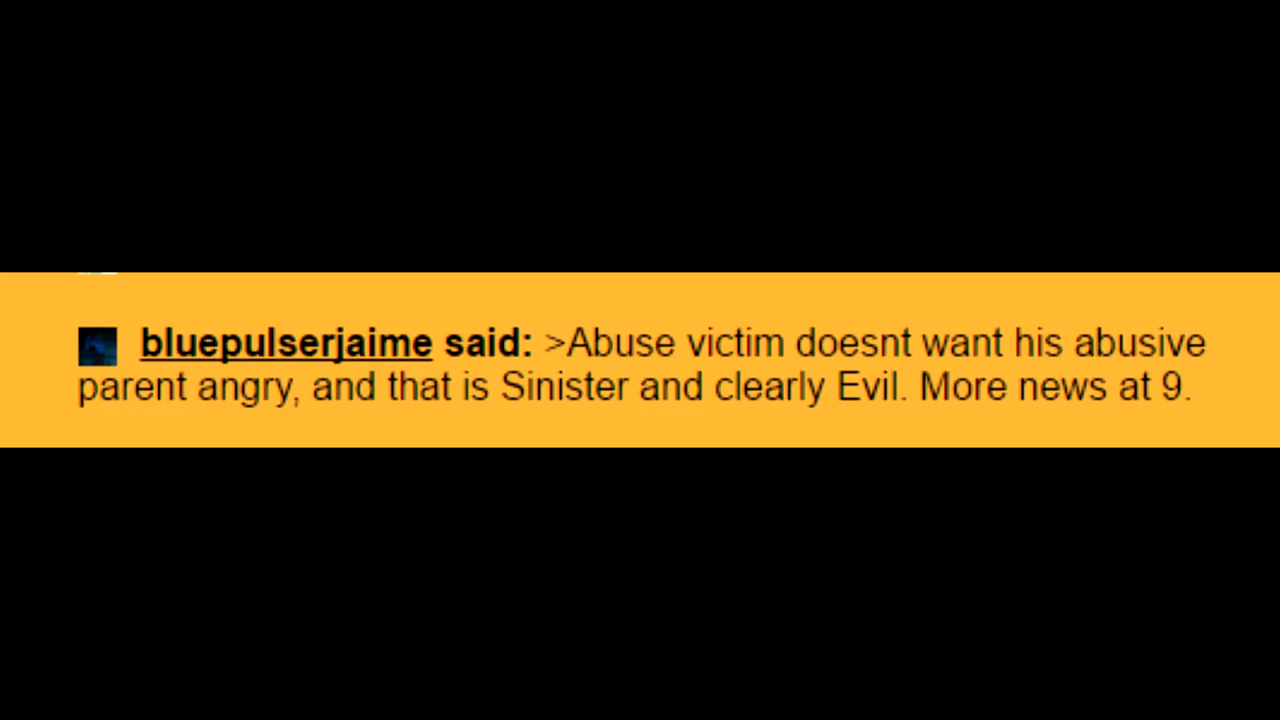 bluepulserjaime said: >Abuse victim doesnt want his abusive
parent angry, and that is Sinister and clearly Evil. More news at 9.